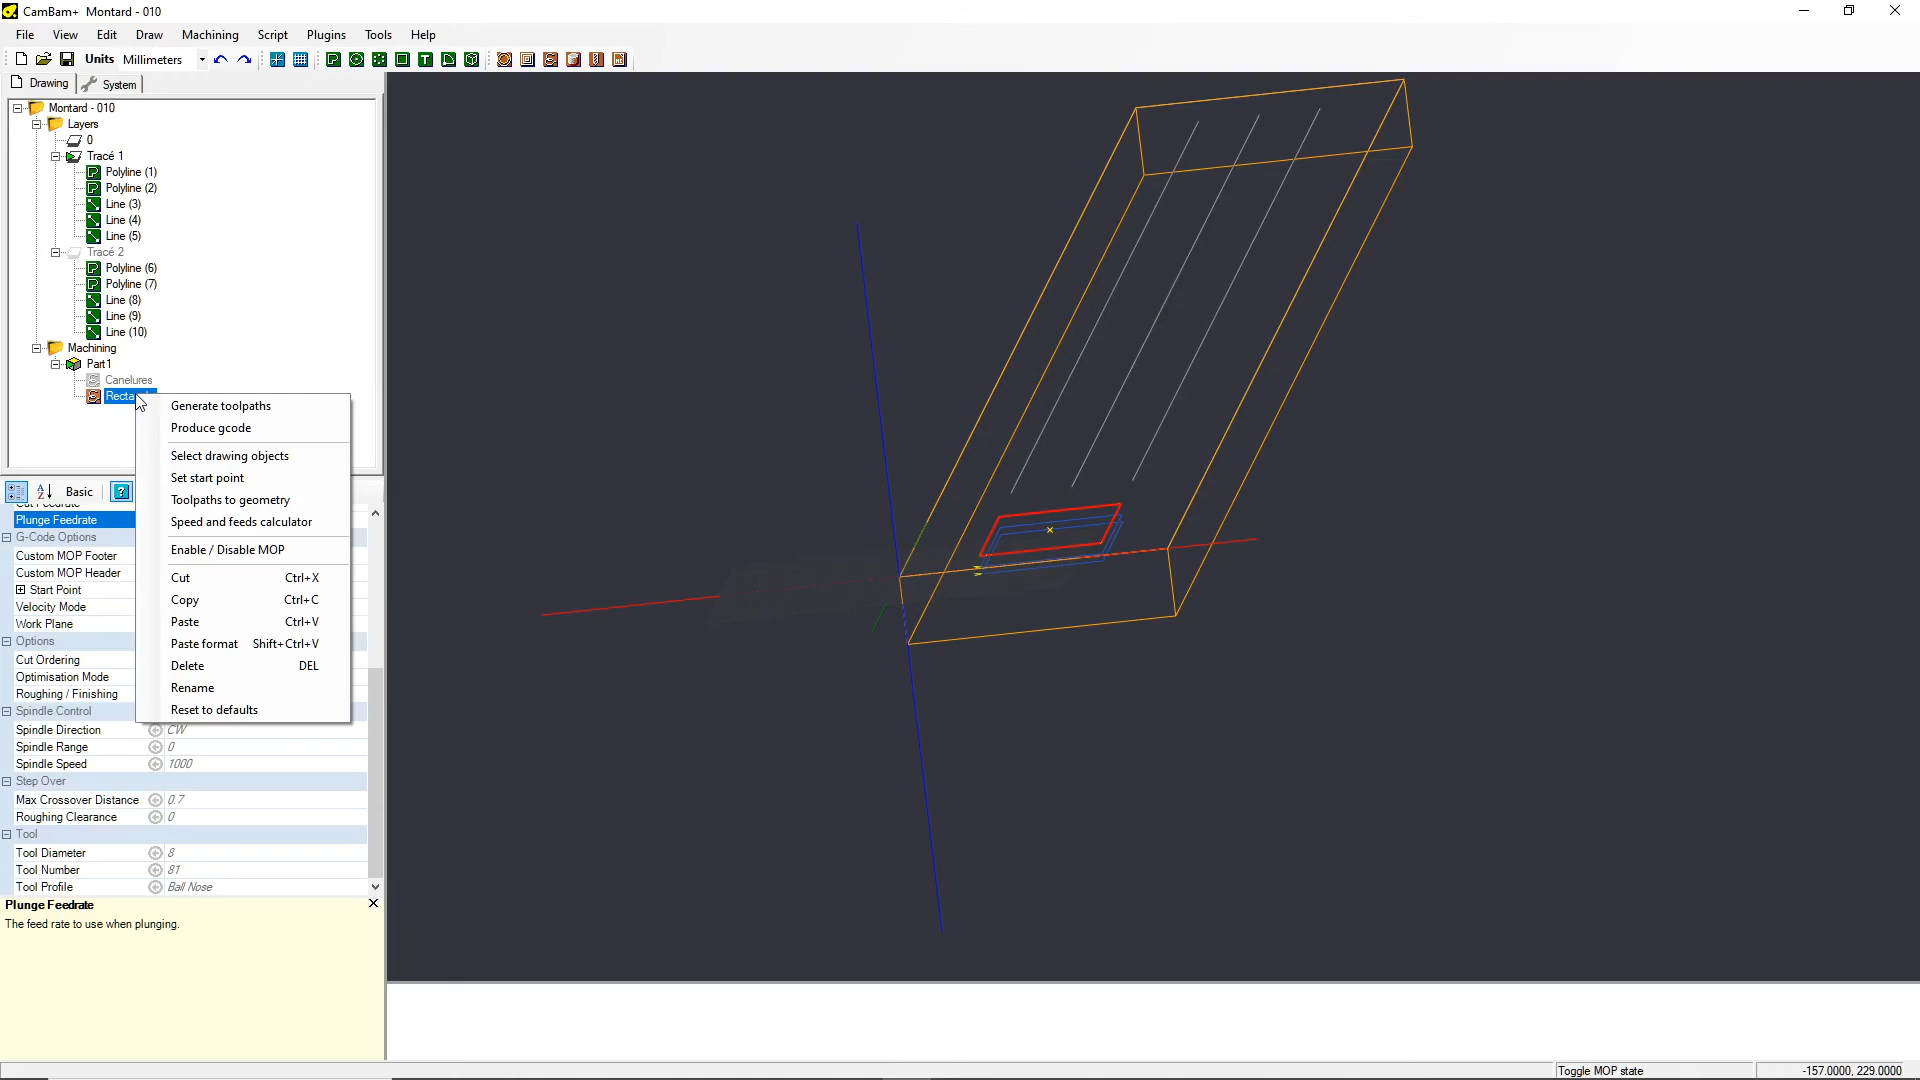 CamBam+ Montard - 010
File View Edit Draw Machining Script Plugins Tools Help
Units Millimeters
Drawing System
Montard - 010
Layers
0
Tracé 1
Polyline (1)
Polyline (2)
Line (3)
Line (4)
Line (5)
Tracé 2
Polyline (6)
Polyline (7)
Line (8)
Line (9)
Line (10)
Machining
Part1
Canelures
Generate toolpaths
Produce gcode
Select drawing objects
Set start point
Toolpaths to geometry
Speed and feeds calculator
Enable / Disable MOP
Cut Ctrl+X
Copy Ctrl+C
Paste Ctrl+V
Paste format Shift+Ctrl+V
Delete DEL
Rename
Reset to defaults
Basic
Cut Feedrate
Plunge Feedrate
G-Code Options
Custom MOP Footer
Custom MOP Header
Start Point
Velocity Mode
Work Plane
Options
Cut Ordering
Optimisation Mode
Roughing / Finishing
Spindle Control
Spindle Direction CW
Spindle Range 0
Spindle Speed 1000
Step Over
Max Crossover Distance 0.7
Roughing Clearance 0
Tool
Tool Diameter 8
Tool Number 81
Tool Profile Ball Nose
Plunge Feedrate
The feed rate to use when plunging.
Toggle MOP state
-157.0000, 229.0000